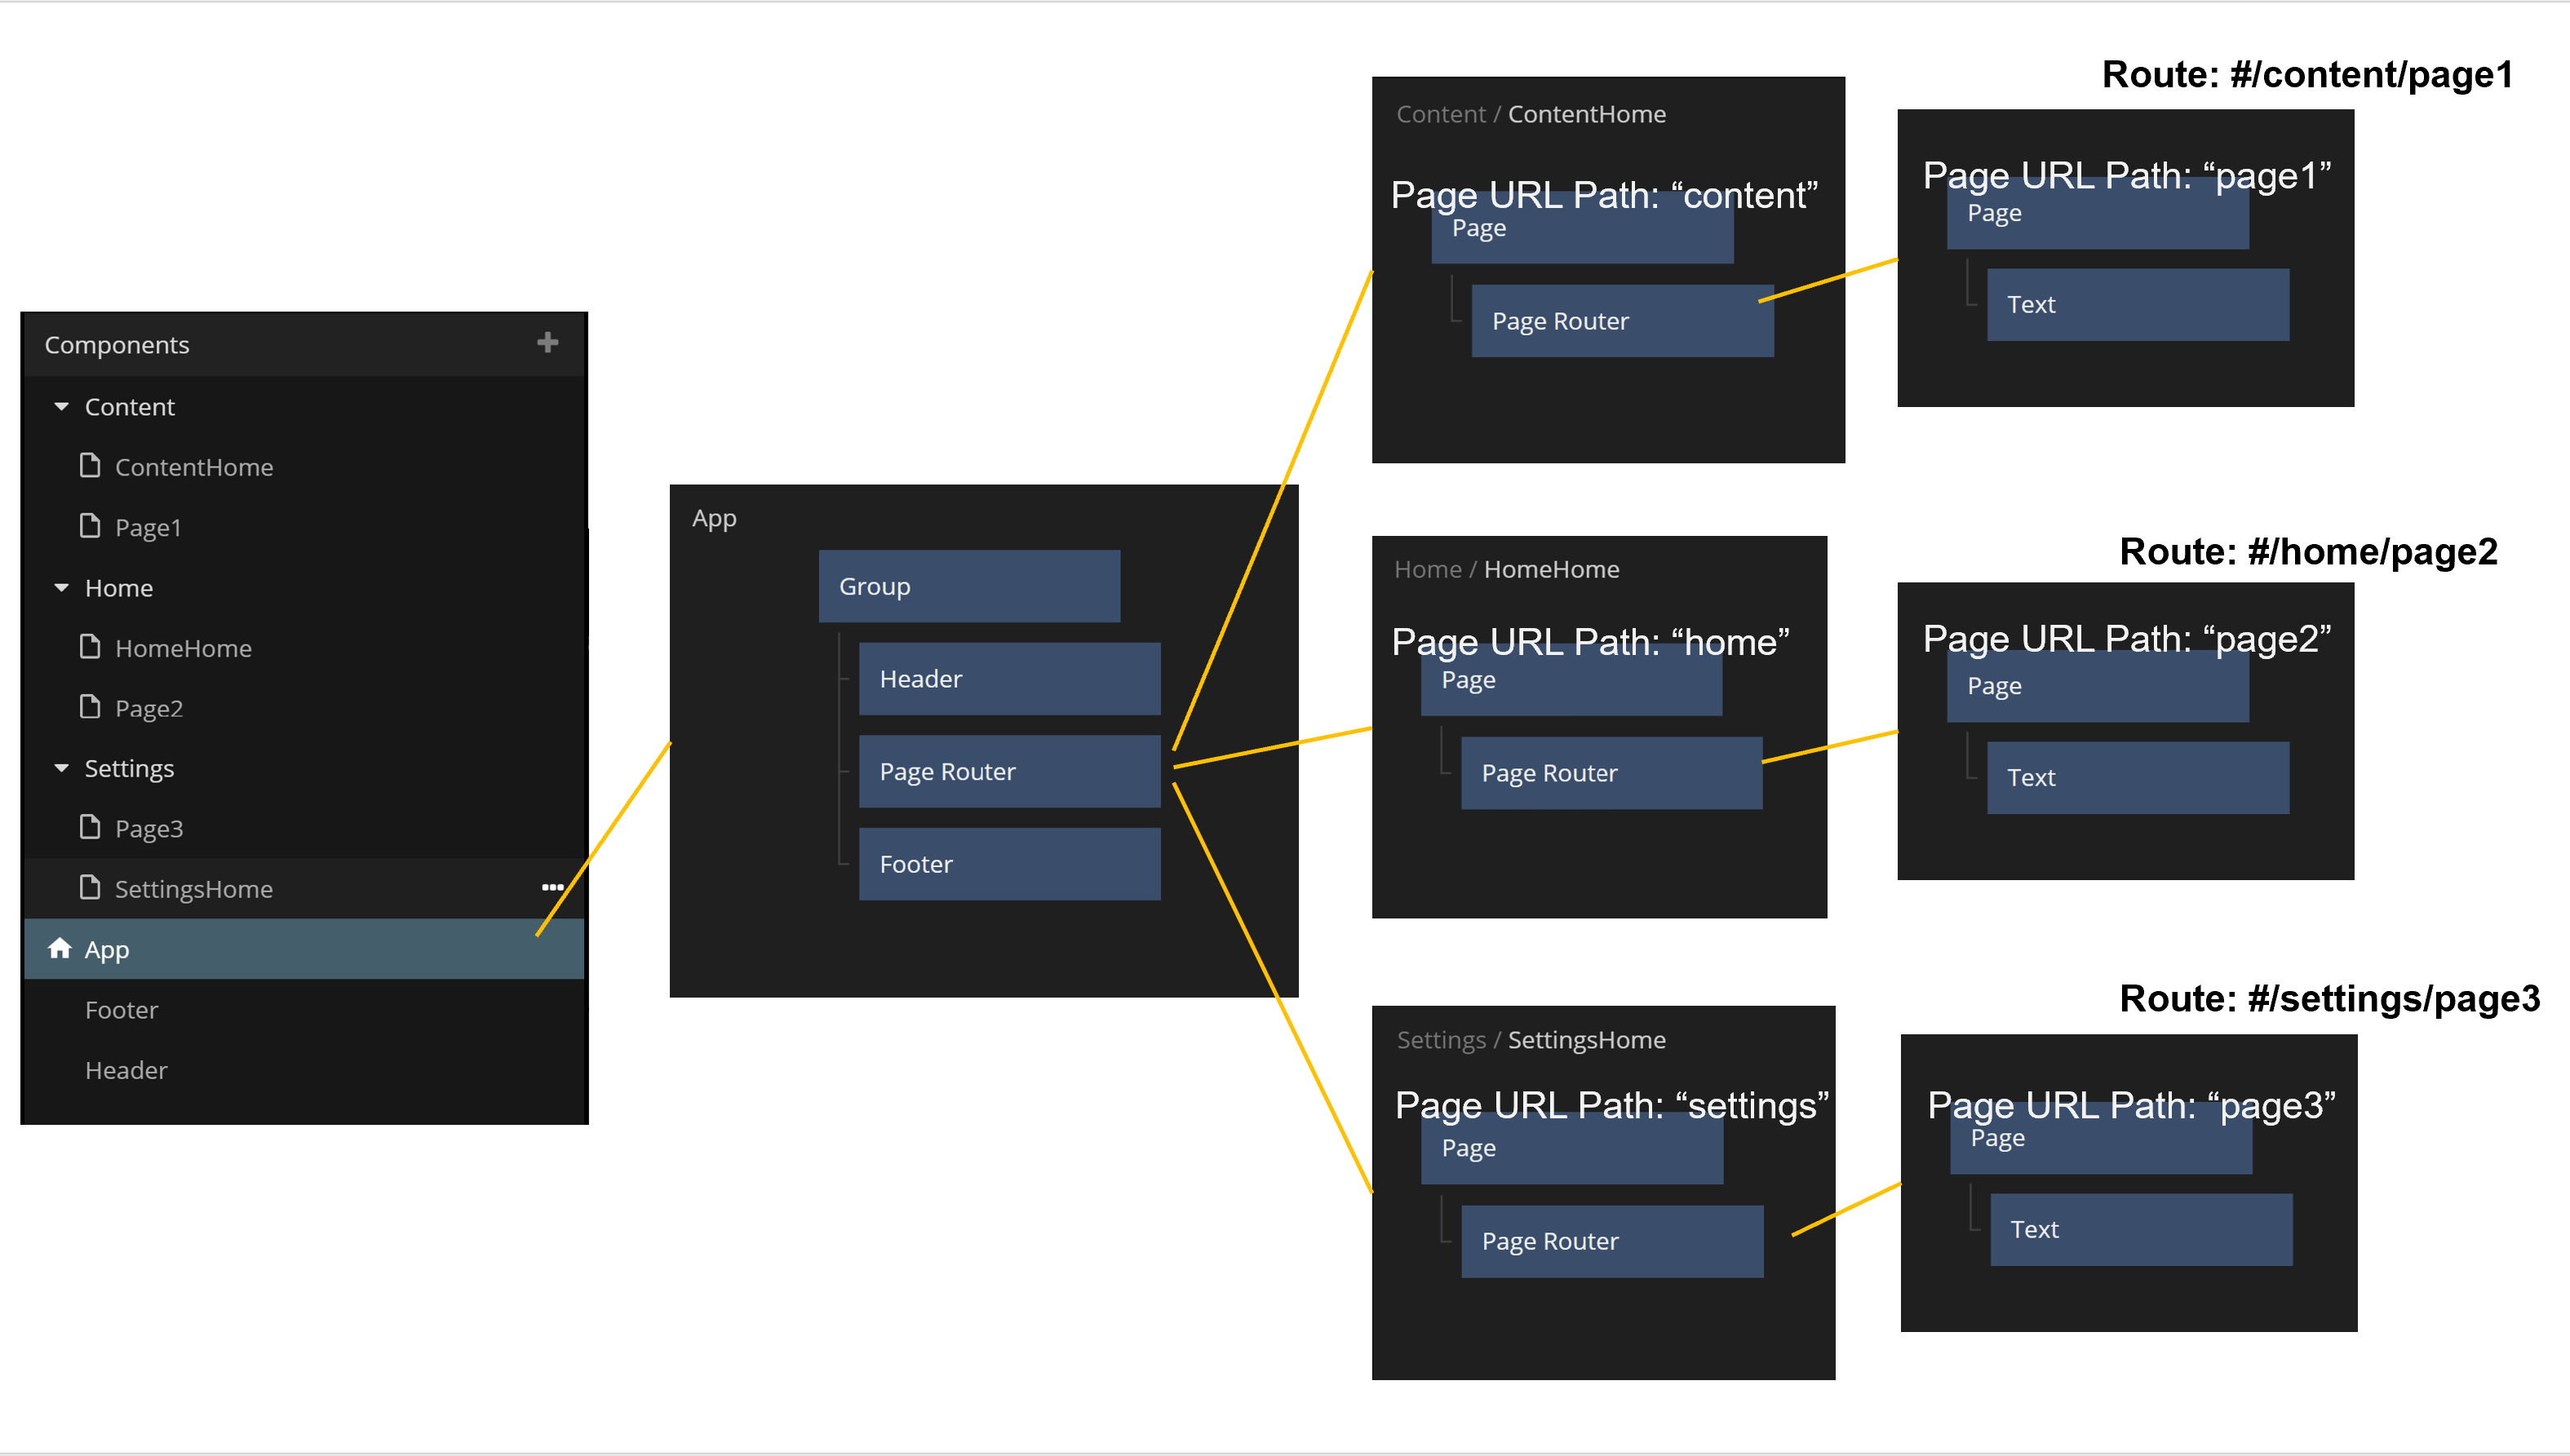 Components
Content
ContentHome
Page1
Home
HomeHome
Page2
Settings
Page3
SettingsHome
App
Footer
Header
App
Group
Header
Page Router
Footer
Content / ContentHome
Page URL Path: “content”
Page
Page Router
Route: #/content/page1
Page URL Path: “page1”
Page
Text
Home / HomeHome
Page URL Path: “home”
Page
Page Router
Route: #/home/page2
Page URL Path: “page2”
Page
Text
Settings / SettingsHome
Page URL Path: “settings”
Page
Page Router
Route: #/settings/page3
Page URL Path: “page3”
Page
Text